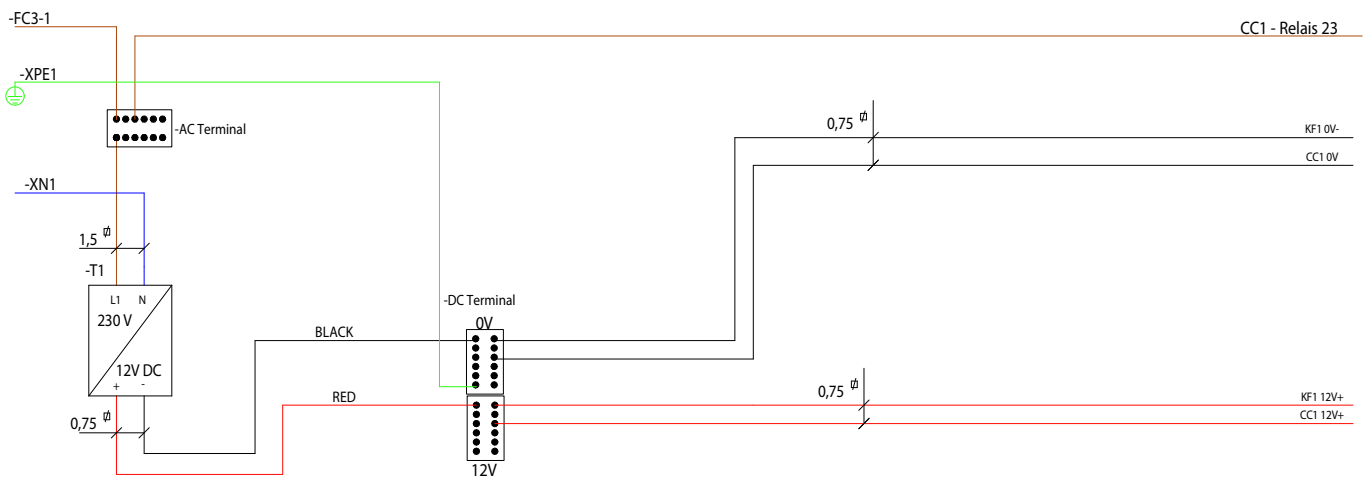 -FC3-1
CC1 - Relais 23
-XPE1
-AC Terminal
0,75
KF1 0V-
CC1 0V
-XN1
1,5
-T1
L1 N
230 V
-DC Terminal
0V
BLACK
12V DC
+ -
RED
0,75
KF1 12V+
CC1 12V+
0,75
12V